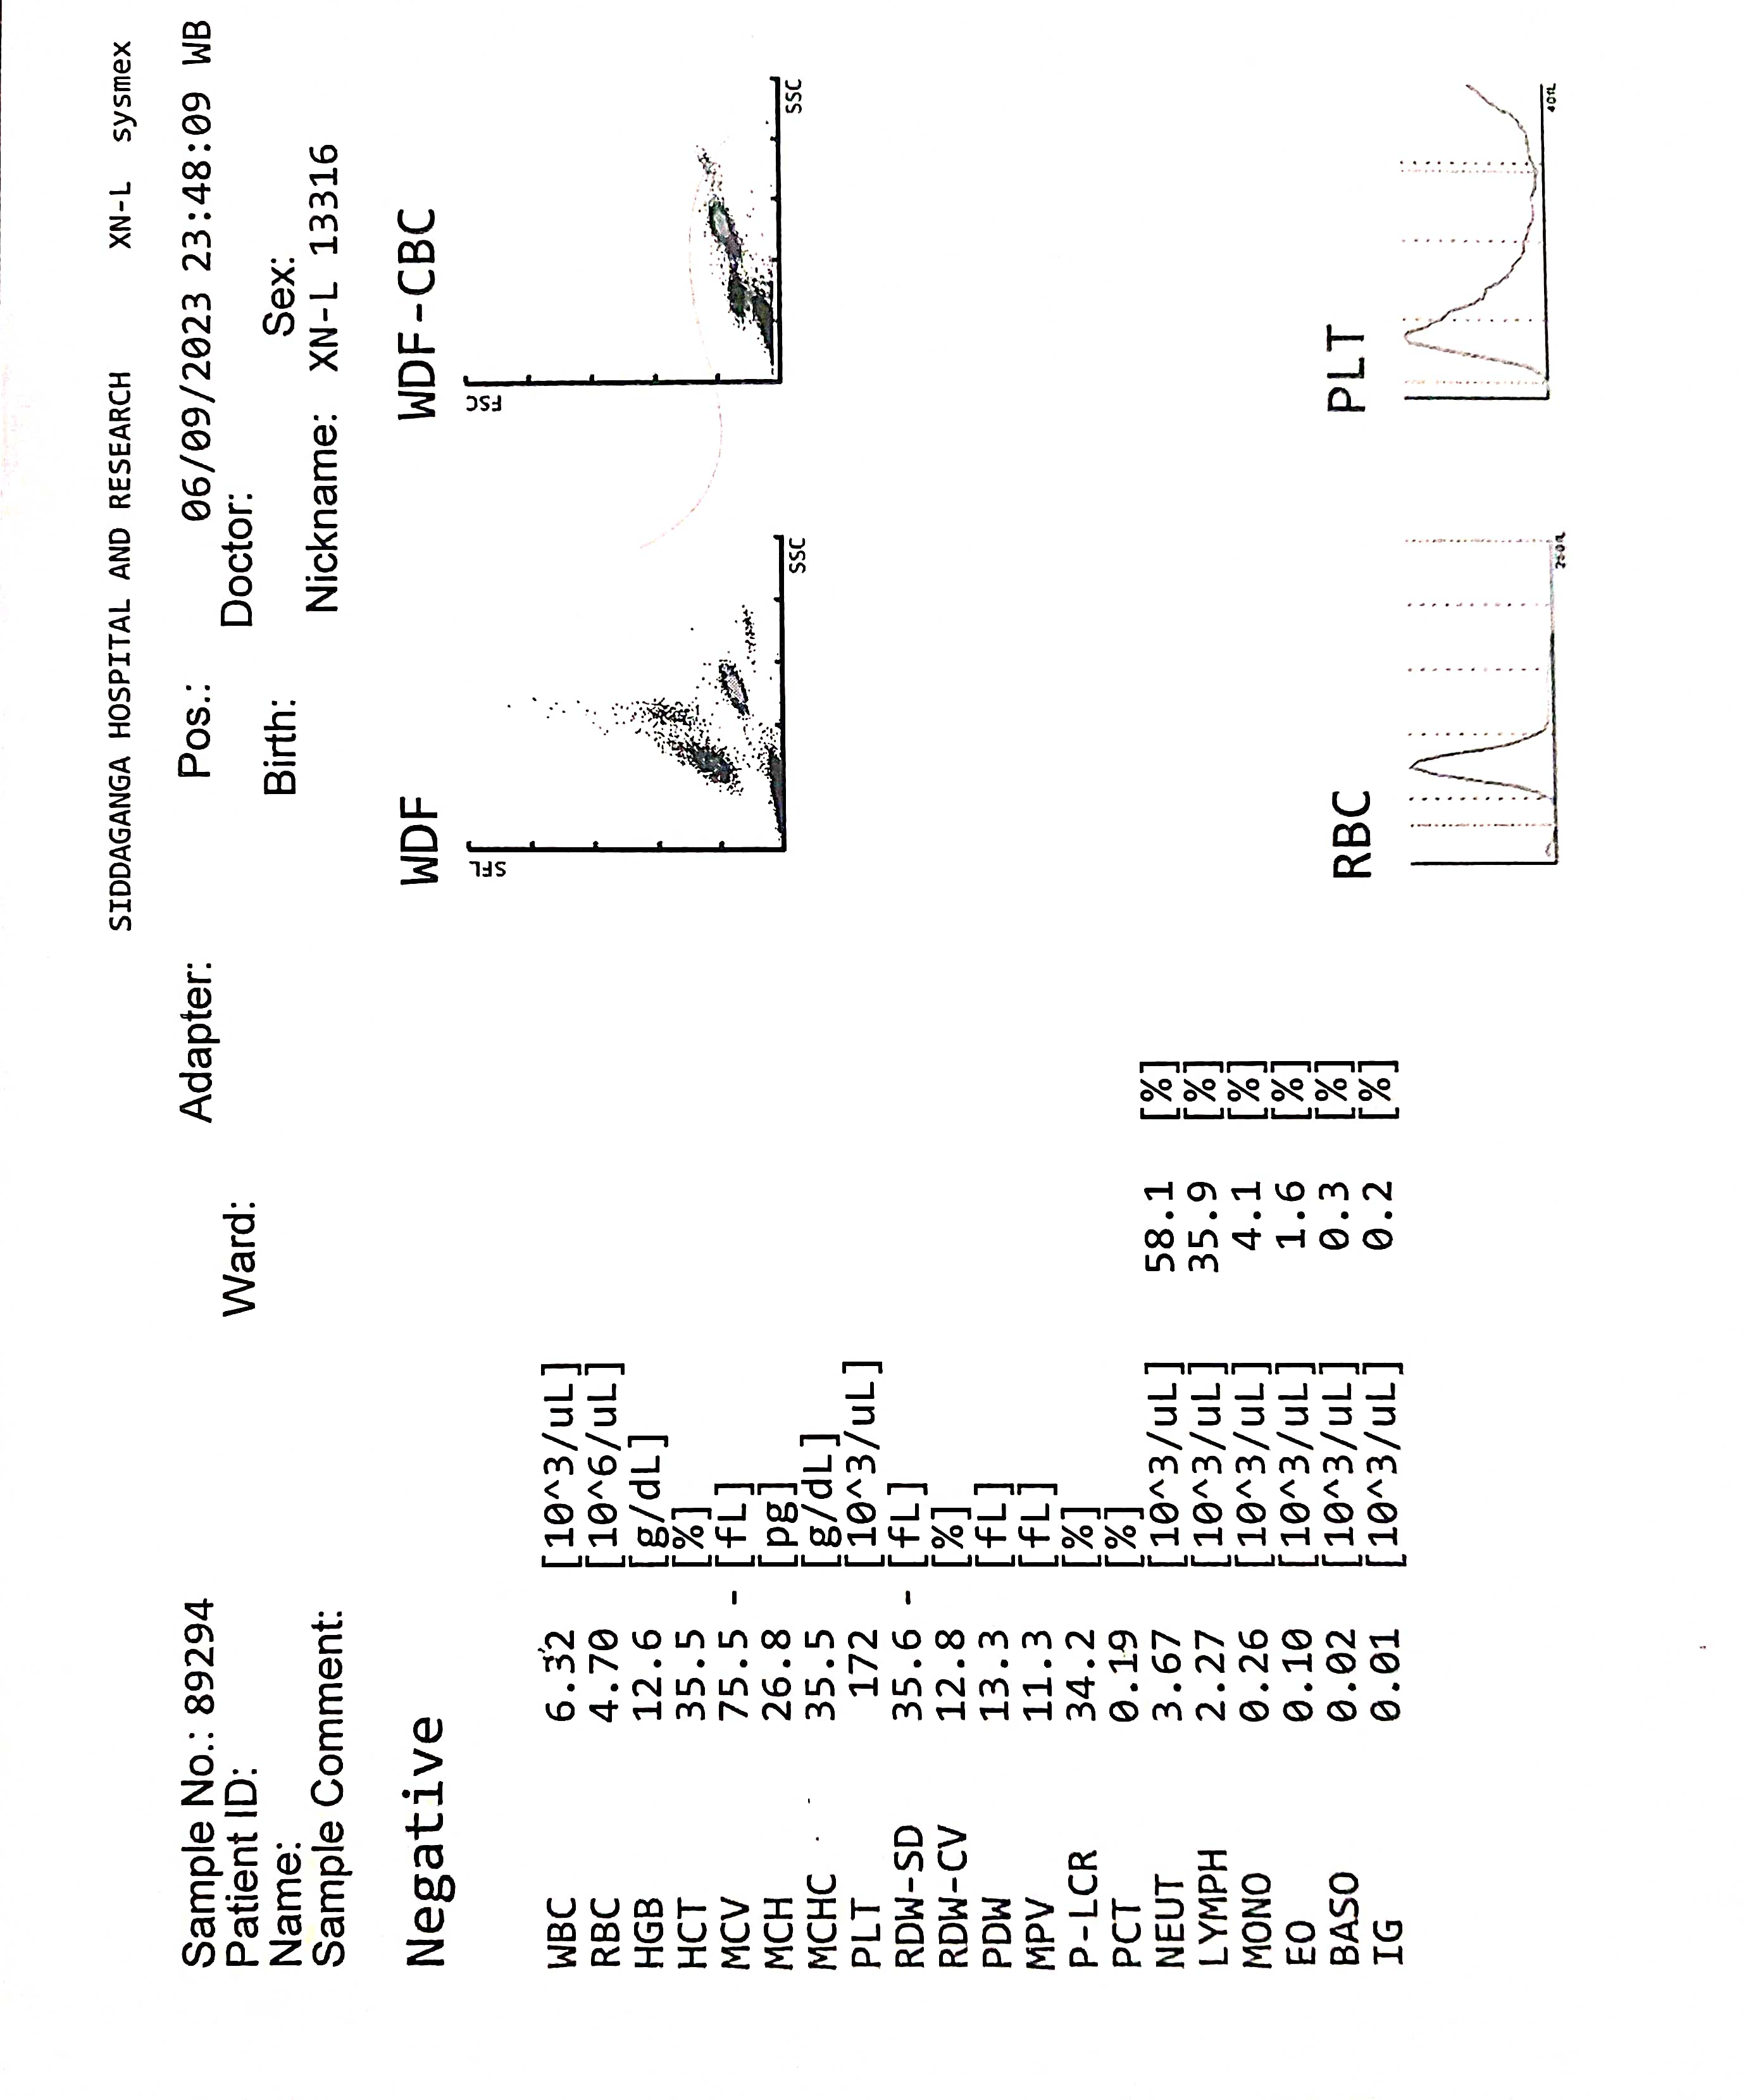 SIDDAGANGA HOSPITAL AND RESEARCH XN-L sysmex
Sample No.: 89294 Adapter: Pos.: 06/09/2023 23:48:09 WB
Patient ID: Ward: Doctor:
Name: Birth: Sex:
Sample Comment: Nickname: XN-L 13316
Negative WDF WDF-CBC
SFL FSC
SSC SSC
WBC 6.32 [10^3/uL]
RBC 4.70 [10^6/uL]
HGB 12.6 [g/dL]
HCT 35.5 [%]
MCV 75.5 - [fL]
MCH 26.8 [pg]
MCHC 35.5 [g/dL]
PLT 172 [10^3/uL]
RDW-SD 35.6 - [fL]
RDW-CV 12.8 [%]
PDW 13.3 [fL]
MPV 11.3 [fL]
P-LCR 34.2 [%]
PCT 0.19 [%]
NEUT 3.67 [10^3/uL] 58.1 [%]
LYMPH 2.27 [10^3/uL] 35.9 [%]
MONO 0.26 [10^3/uL] 4.1 [%]
EO 0.10 [10^3/uL] 1.6 [%]
BASO 0.02 [10^3/uL] 0.3 [%]
IG 0.01 [10^3/uL] 0.2 [%]
RBC PLT
250fL 40fL